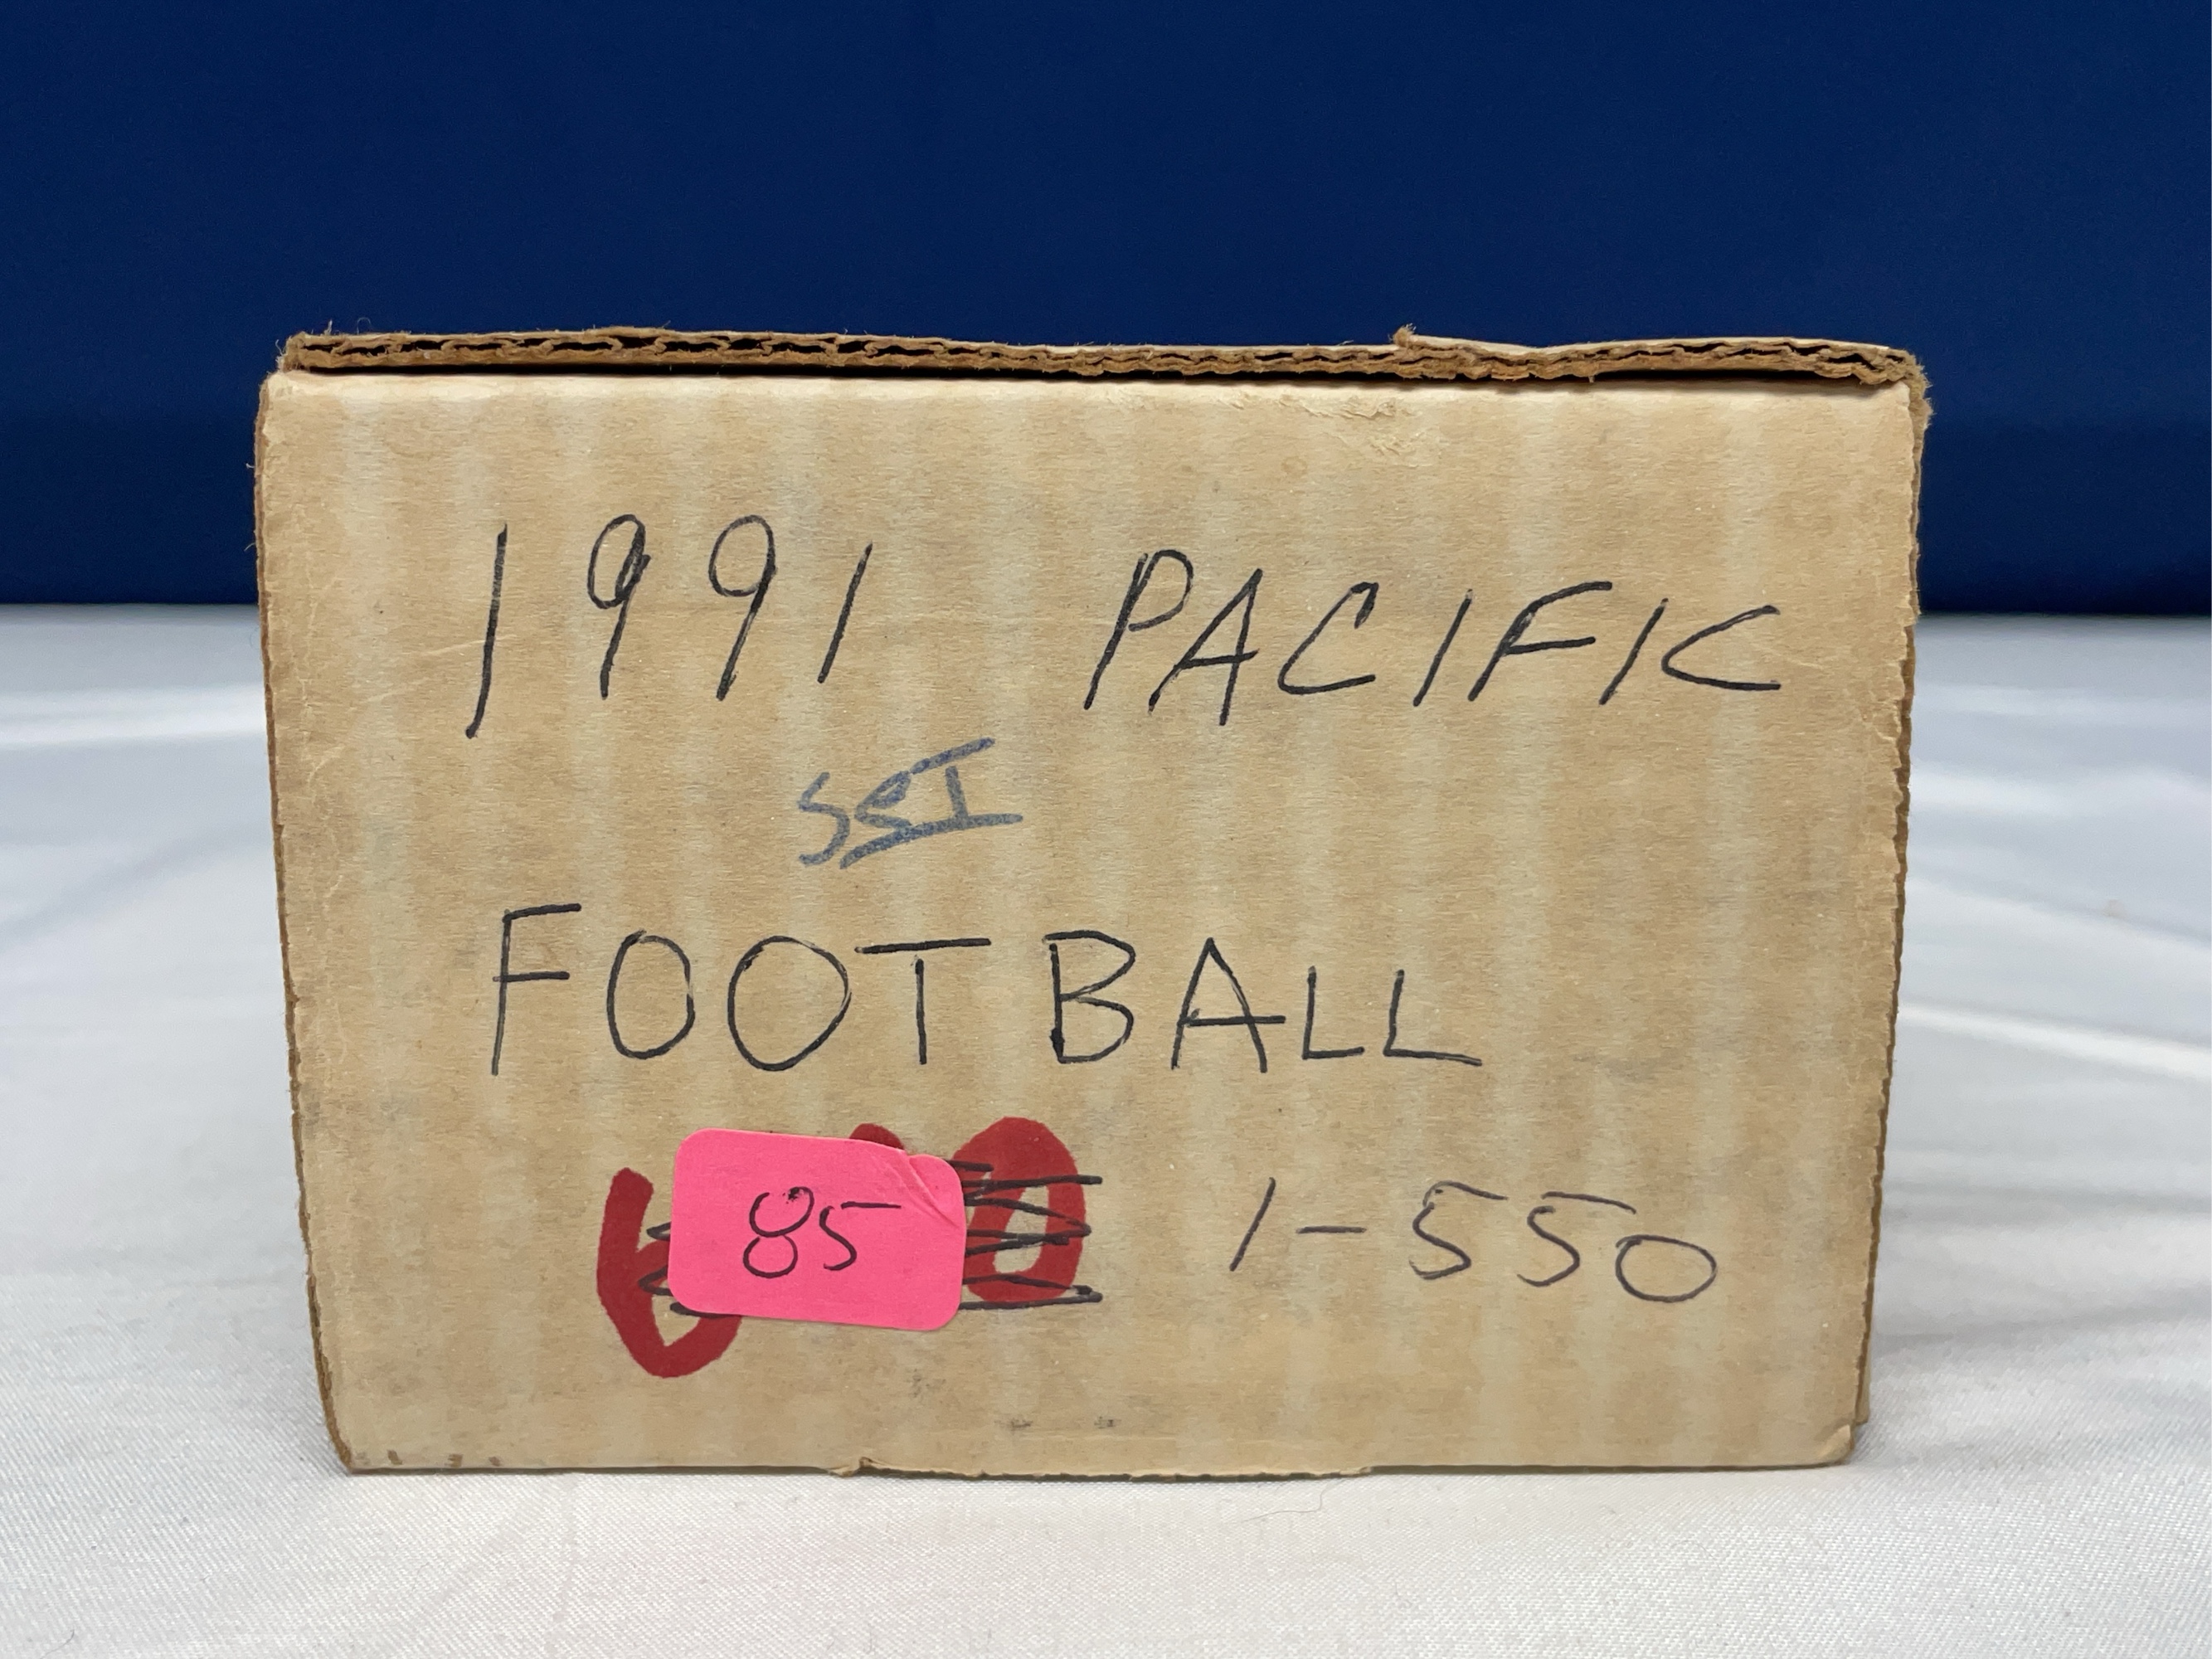 1991 PACIFIC
SET
FOOTBALL
85 1-550